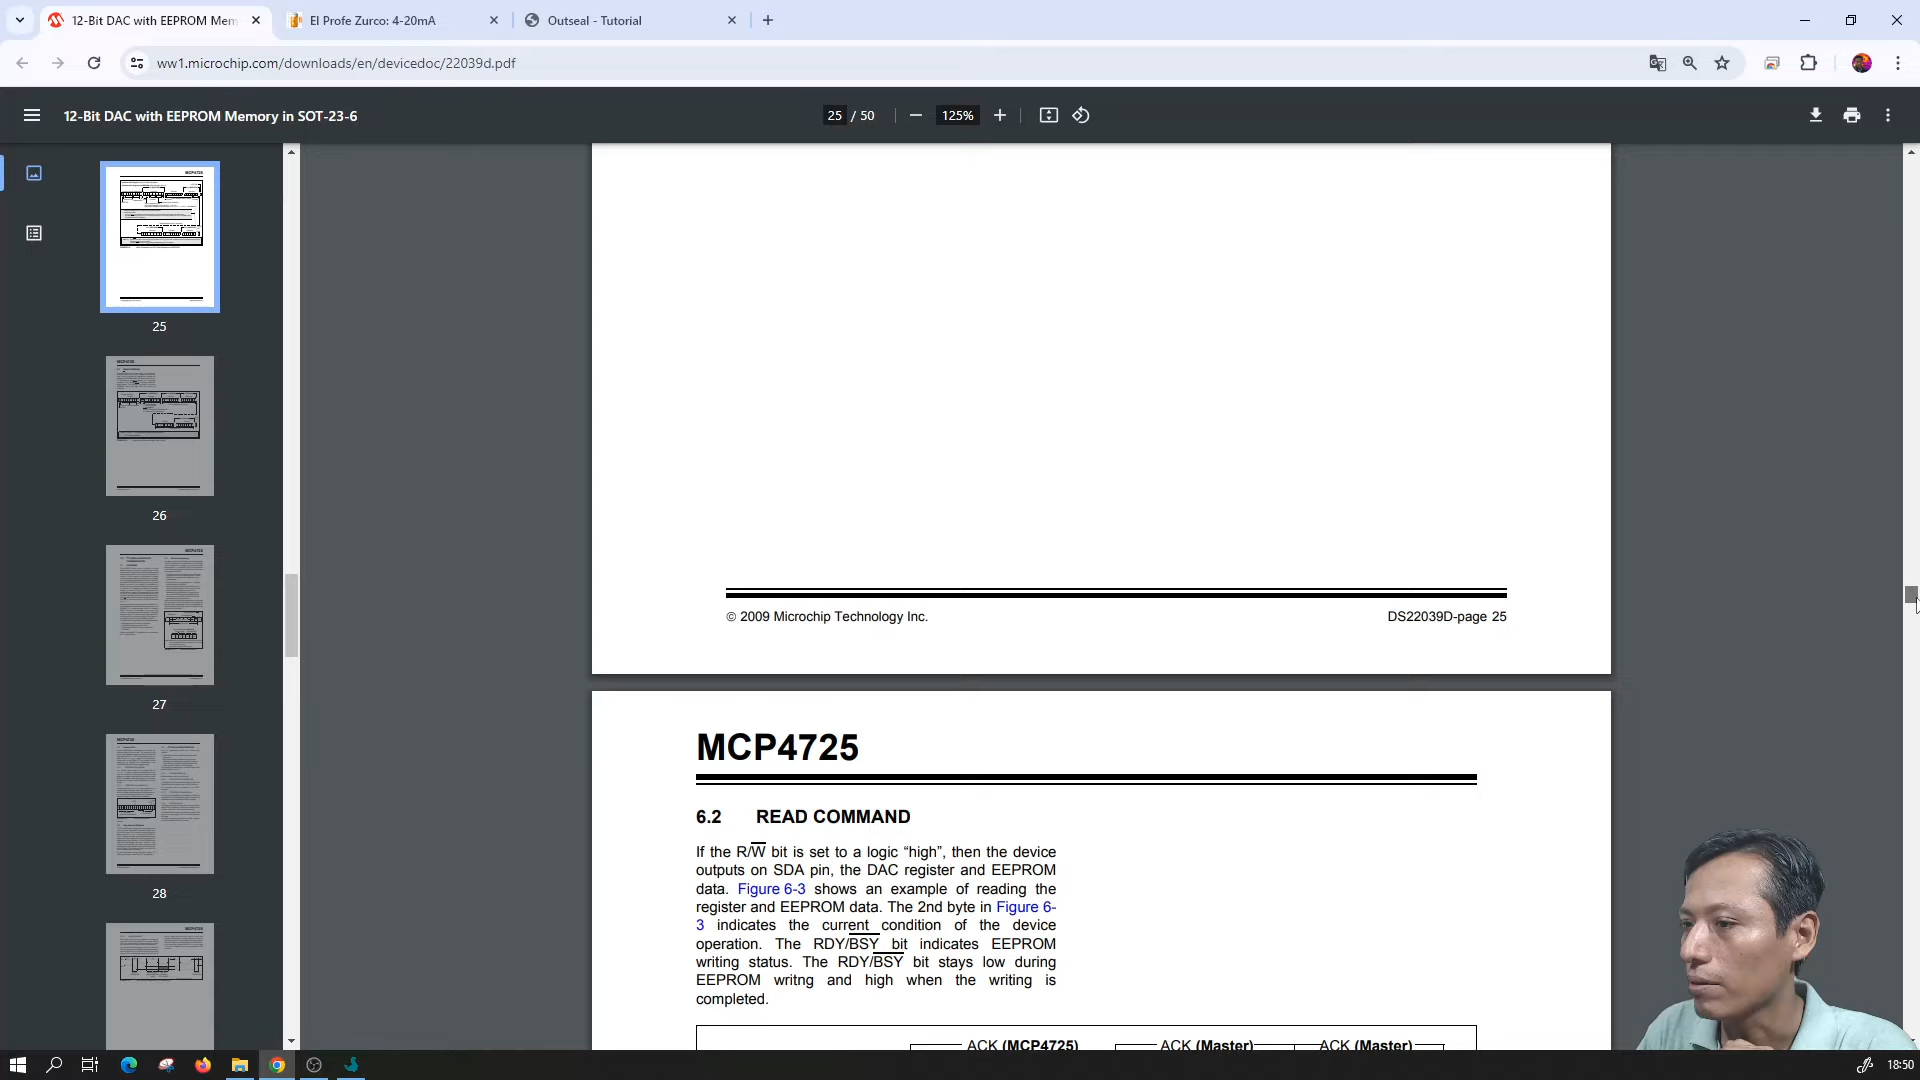 12-Bit DAC with EEPROM Mem
El Profe Zurco: 4-20mA
Outseal - Tutorial
ww1.microchip.com/downloads/en/devicedoc/22039d.pdf
12-Bit DAC with EEPROM Memory in SOT-23-6
25 / 50
125%
25
26
27
28
© 2009 Microchip Technology Inc.
DS22039D-page 25
MCP4725
6.2 READ COMMAND
If the R/W bit is set to a logic “high”, then the device
outputs on SDA pin, the DAC register and EEPROM
data. Figure 6-3 shows an example of reading the
register and EEPROM data. The 2nd byte in Figure 6-
3 indicates the current condition of the device
operation. The RDY/BSY bit indicates EEPROM
writing status. The RDY/BSY bit stays low during
EEPROM writng and high when the writing is
completed.
ACK (MCP4725)
ACK (Master)
ACK (Master)
18:50